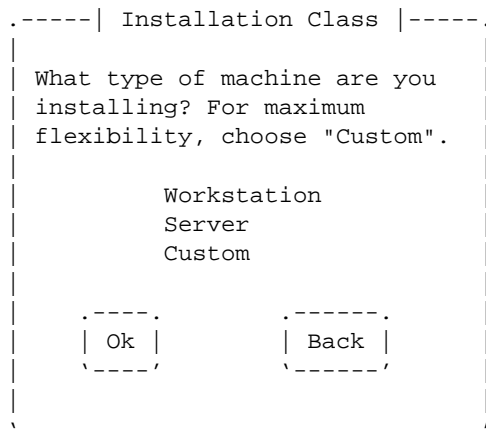 Installation Class
What type of machine are you
installing? For maximum
flexibility, choose "Custom".
Workstation
Server
Custom
Ok Back